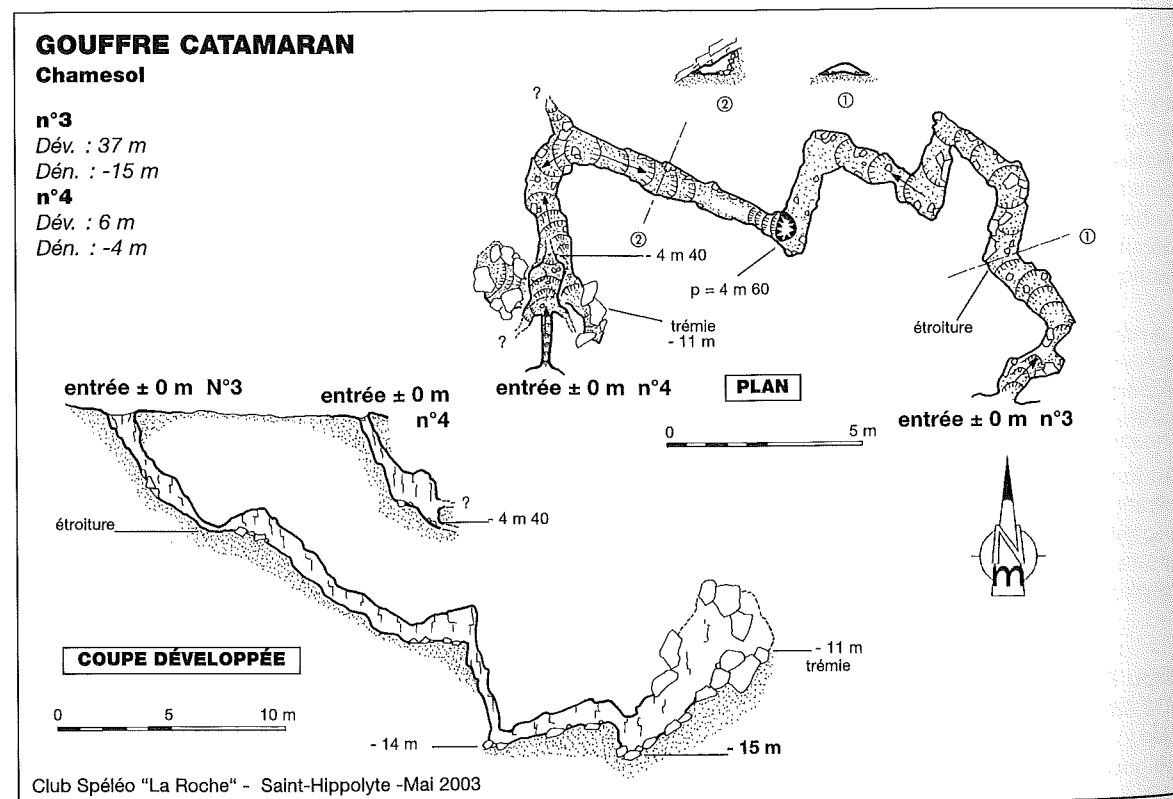 GOUFFRE CATAMARAN
Chamesol
n°3
Dév. : 37 m
Dén. : -15 m
n°4
Dév. : 6 m
Dén. : -4 m
②
①
?
①
②
- 4 m 40
p = 4 m 60
étroiture
trémie
- 11 m
?
entrée ± 0 m n°4
PLAN
entrée ± 0 m n°3
0 5 m
N
m
entrée ± 0 m N°3
entrée ± 0 m
n°4
?
- 4 m 40
étroiture
COUPE DÉVELOPPÉE
- 11 m
trémie
0 5 10 m
- 14 m
- 15 m
Club Spéléo "La Roche" - Saint-Hippolyte -Mai 2003